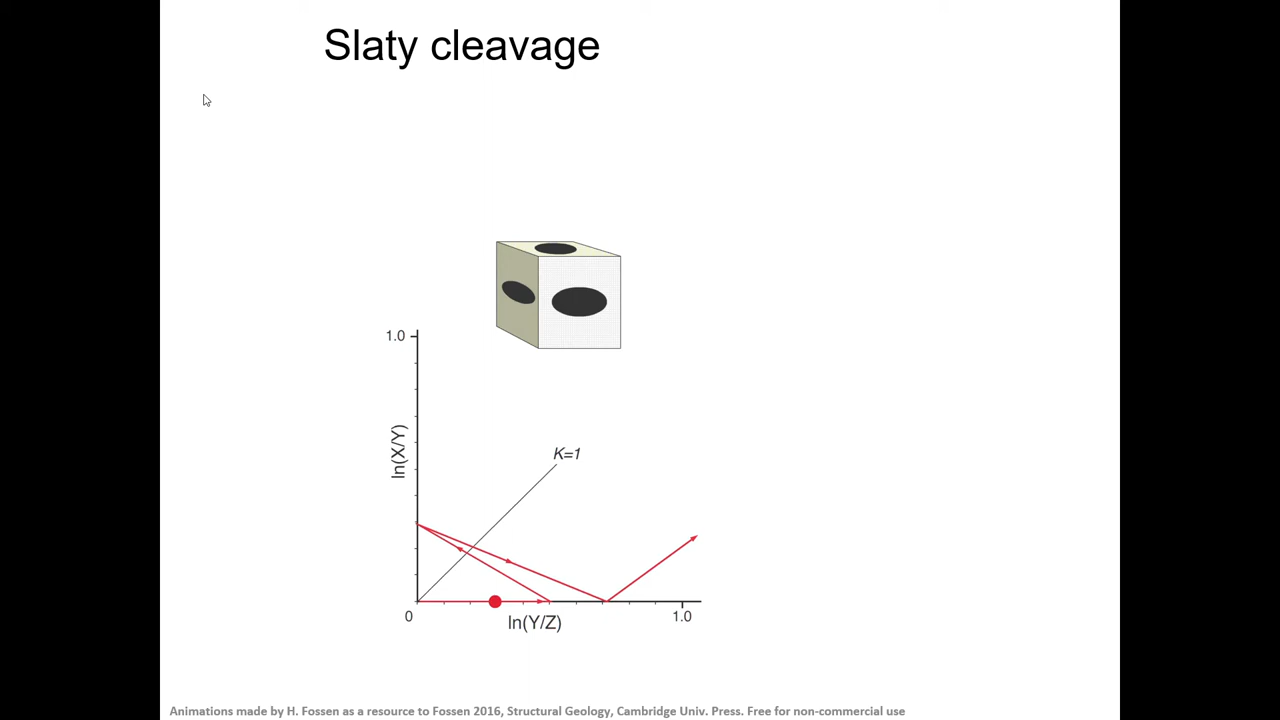 Slaty cleavage
1.0
ln(X/Y)
K=1
0
ln(Y/Z)
1.0
Animations made by H. Fossen as a resource to Fossen 2016, Structural Geology, Cambridge Univ. Press. Free for non-commercial use